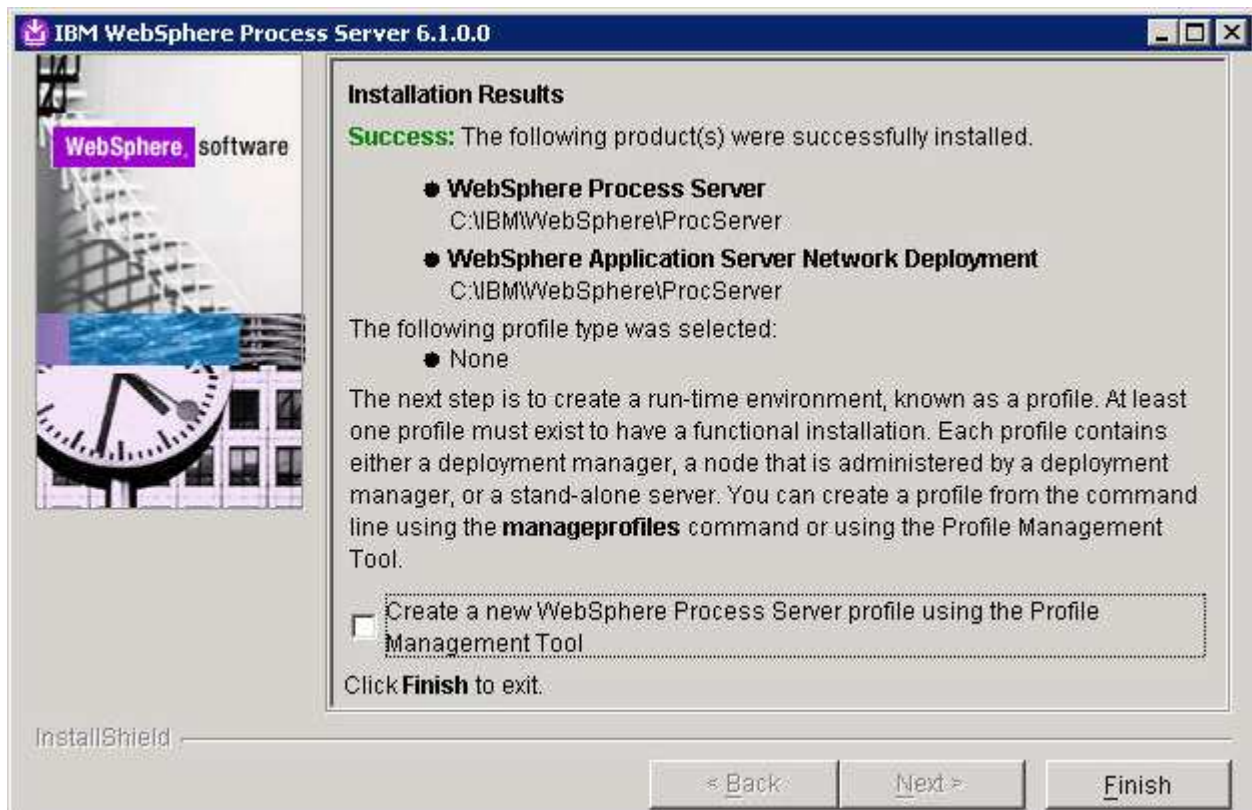 IBM WebSphere Process Server 6.1.0.0
WebSphere. software
Installation Results
Success: The following product(s) were successfully installed.
WebSphere Process Server
C:\IBM\WebSphere\ProcServer
WebSphere Application Server Network Deployment
C:\IBM\WebSphere\ProcServer
The following profile type was selected:
None
The next step is to create a run-time environment, known as a profile. At least
one profile must exist to have a functional installation. Each profile contains
either a deployment manager, a node that is administered by a deployment
manager, or a stand-alone server. You can create a profile from the command
line using the manageprofiles command or using the Profile Management
Tool.
Create a new WebSphere Process Server profile using the Profile
Management Tool
Click Finish to exit.
InstallShield
< Back
Next >
Finish